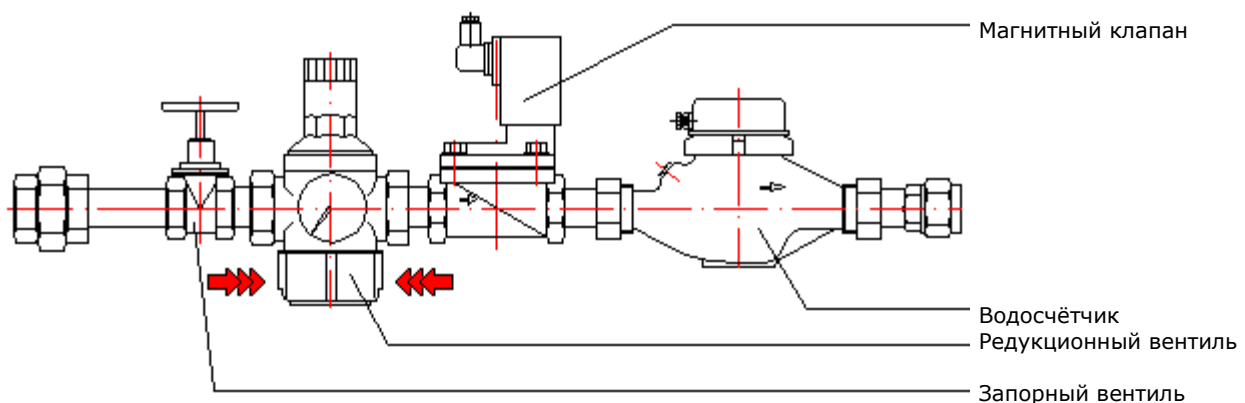 Магнитный клапан
Водосчётчик
Редукционный вентиль
Запорный вентиль